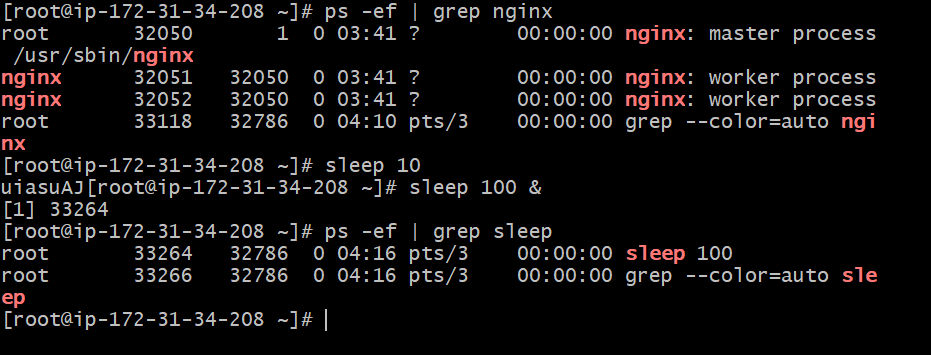 [root@ip-172-31-34-208 ~]# ps -ef | grep nginx
root       32050       1  0 03:41 ?        00:00:00 nginx: master process
 /usr/sbin/nginx
nginx      32051   32050  0 03:41 ?        00:00:00 nginx: worker process
nginx      32052   32050  0 03:41 ?        00:00:00 nginx: worker process
root       33118   32786  0 04:10 pts/3    00:00:00 grep --color=auto ngi
nx
[root@ip-172-31-34-208 ~]# sleep 10
uiasuAJ[root@ip-172-31-34-208 ~]# sleep 100 &
[1] 33264
[root@ip-172-31-34-208 ~]# ps -ef | grep sleep
root       33264   32786  0 04:16 pts/3    00:00:00 sleep 100
root       33266   32786  0 04:16 pts/3    00:00:00 grep --color=auto sle
ep
[root@ip-172-31-34-208 ~]#